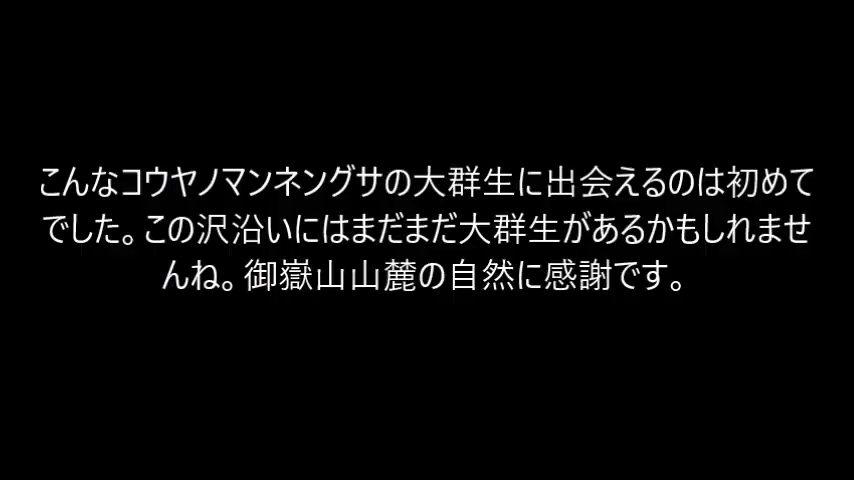 こんなコウヤノマンネングサの大群生に出会えるのは初めて
でした。この沢沿いにはまだまだ大群生があるかもしれませ
んね。御嶽山山麓の自然に感謝です。